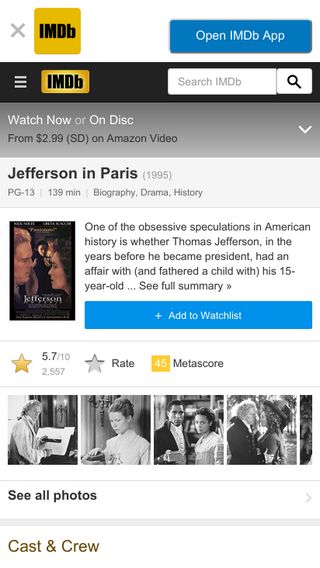 IMDb
Open IMDb App
IMDb
Search IMDb
Watch Now or On Disc
From $2.99 (SD) on Amazon Video
Jefferson in Paris (1995)
PG-13 | 139 min | Biography, Drama, History
NICK NOLTE GRETA SCACCHI
Jefferson
One of the obsessive speculations in American
history is whether Thomas Jefferson, in the
years before he became president, had an
affair with (and fathered a child with) his 15-
year-old ... See full summary »
+ Add to Watchlist
5.7/10
2,557
Rate
45 Metascore
See all photos
Cast & Crew